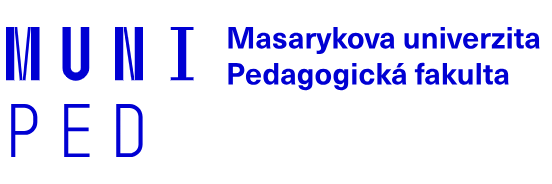 MUNI
PED
Masarykova univerzita
Pedagogická fakulta